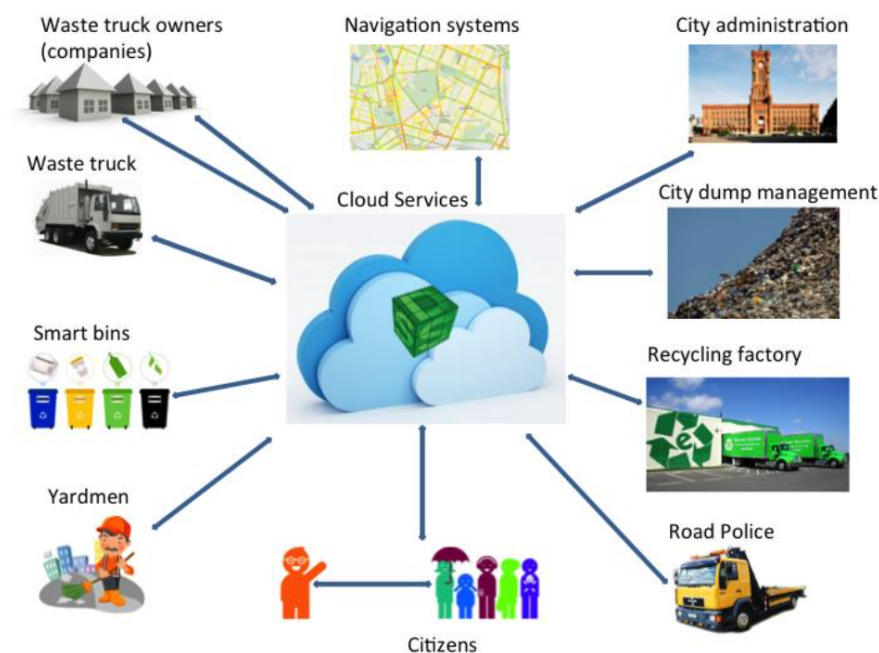 Waste truck owners
(companies)
Navigation systems
City administration
Waste truck
Cloud Services
City dump management
Smart bins
Recycling factory
Yardmen
Road Police
Citizens